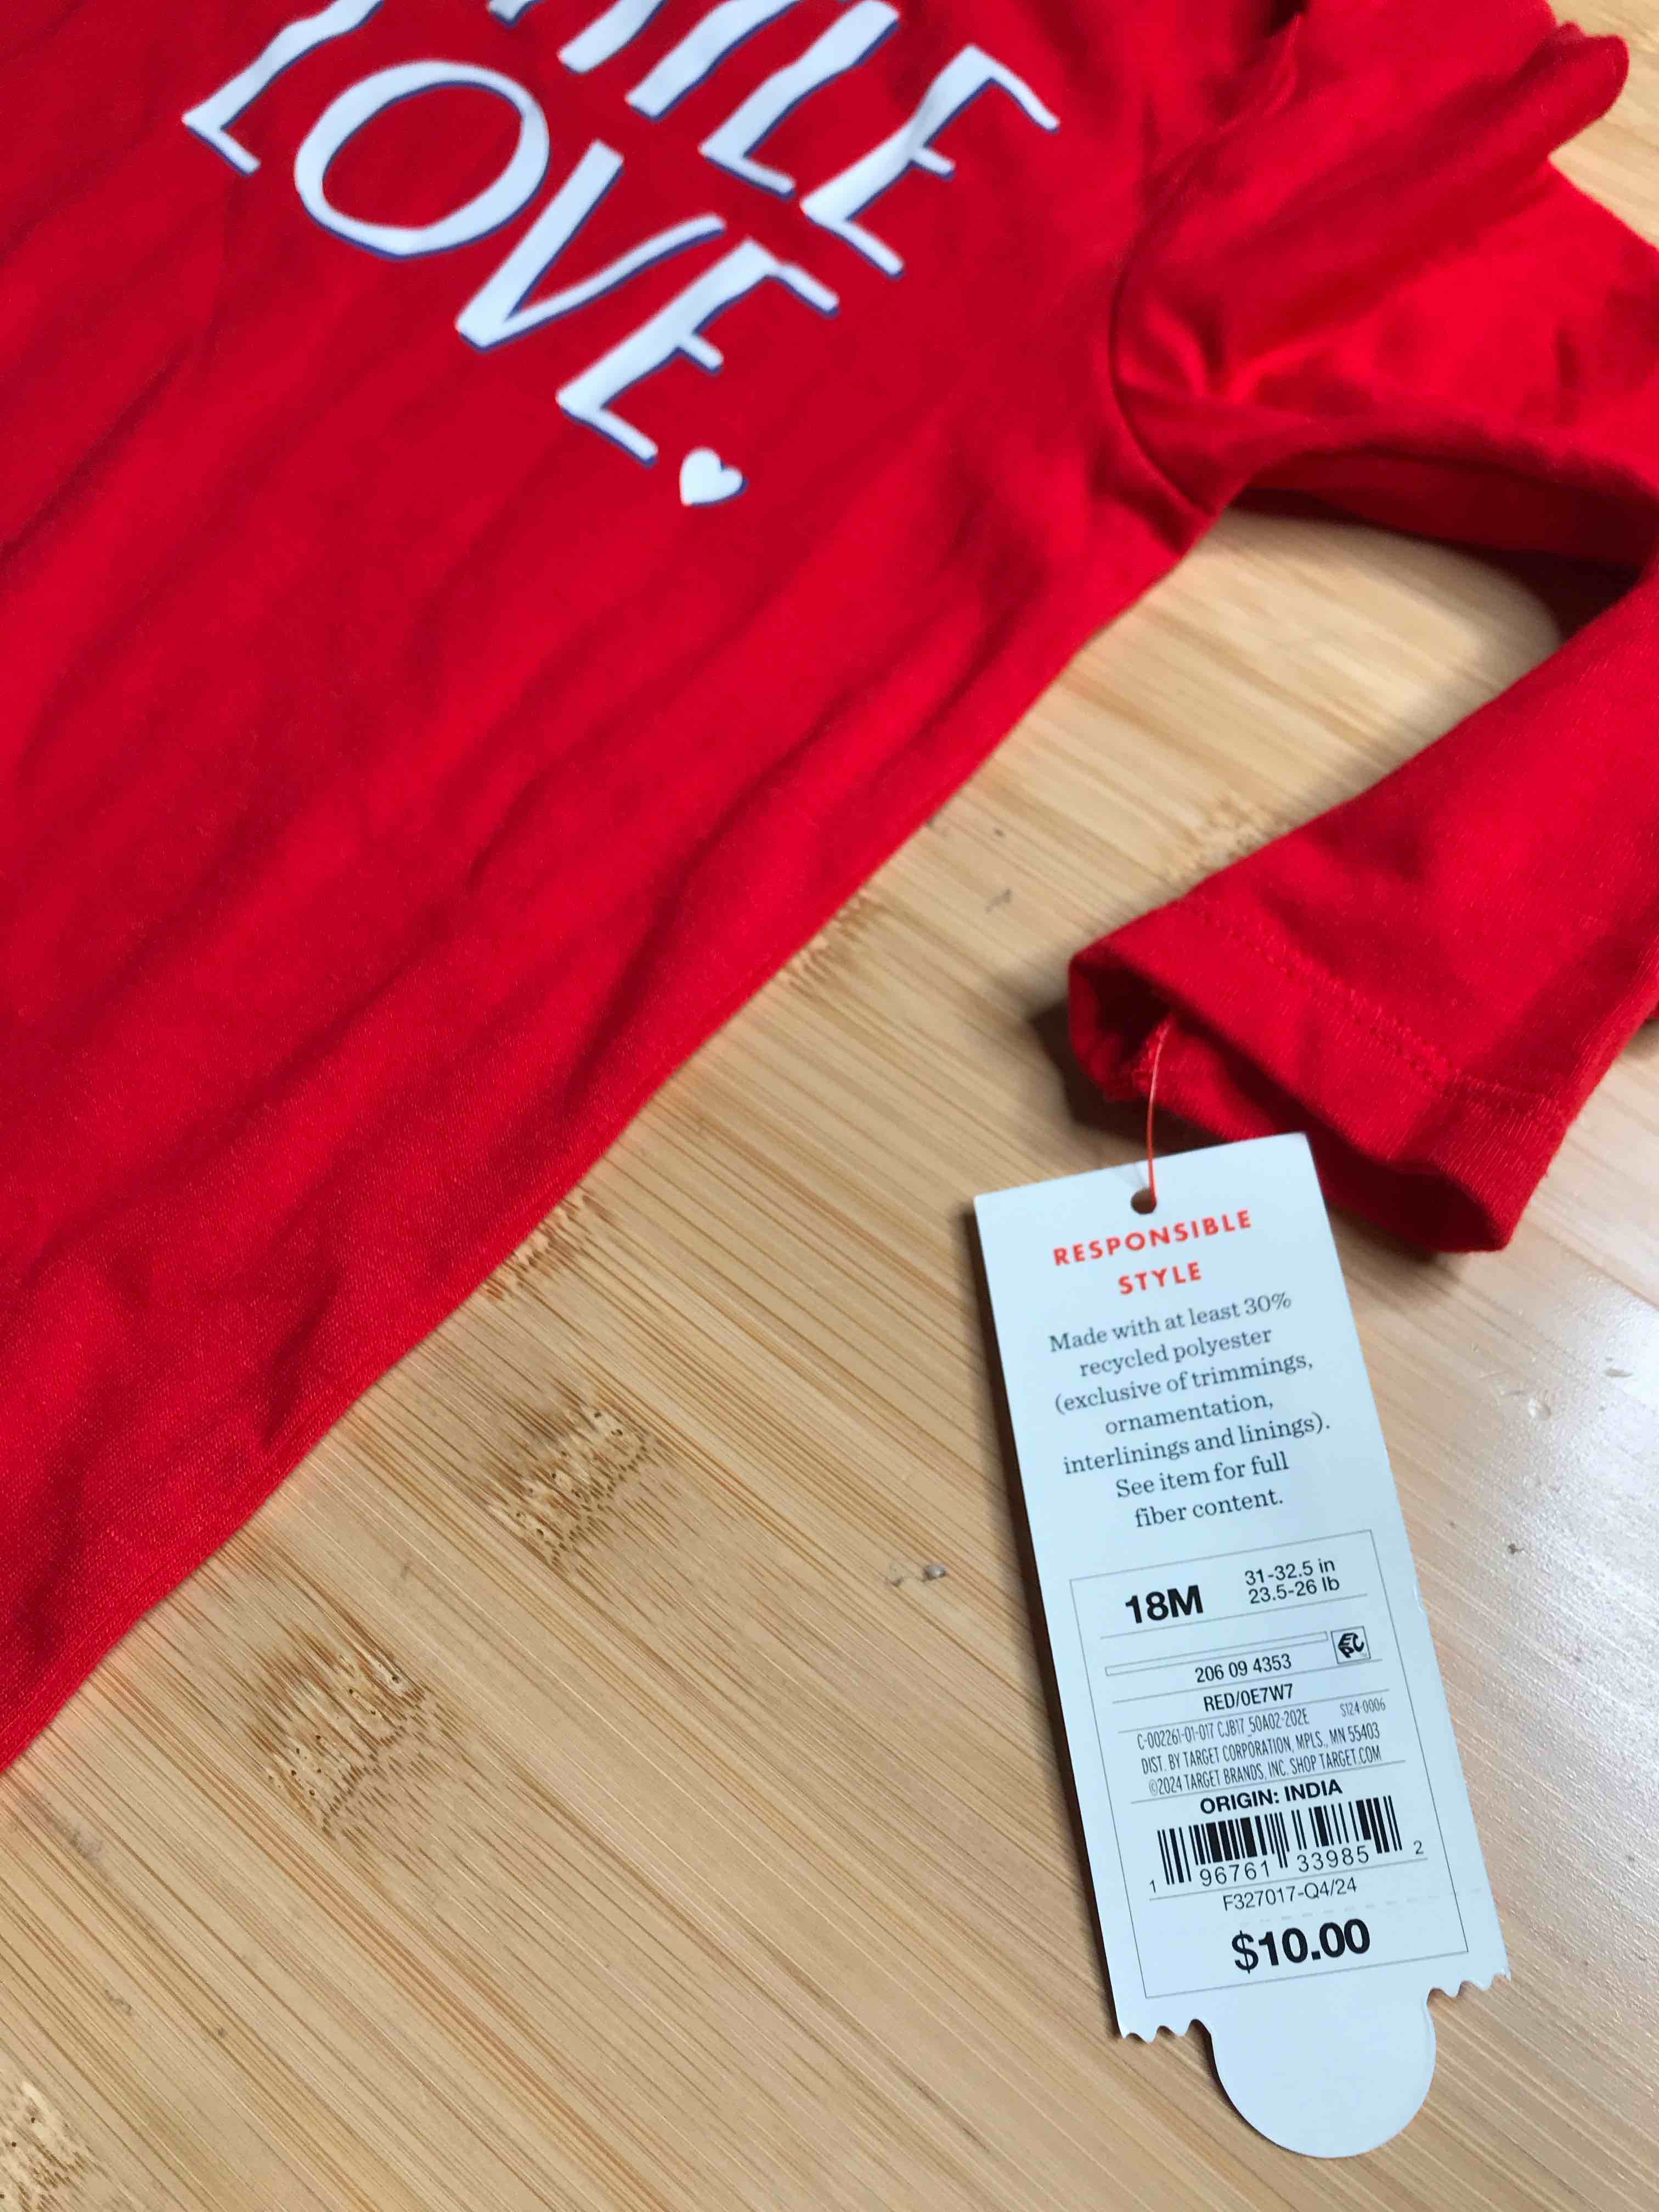 LOVE.
RESPONSIBLE
STYLE
Made with at least 30%
recycled polyester
(exclusive of trimmings,
ornamentation,
interlinings and linings).
See item for full
fiber content.
18M
31-32.5 in
23.5-26 lb
EPC
206 09 4353
RED/0E7W7
C-002261-01-017 CJB17_50A02-202E S124-0006
DIST. BY TARGET CORPORATION, MPLS., MN 55403
©2024 TARGET BRANDS, INC. SHOP TARGET.COM
ORIGIN: INDIA
1 96761 33985 2
F327017-Q4/24
$10.00